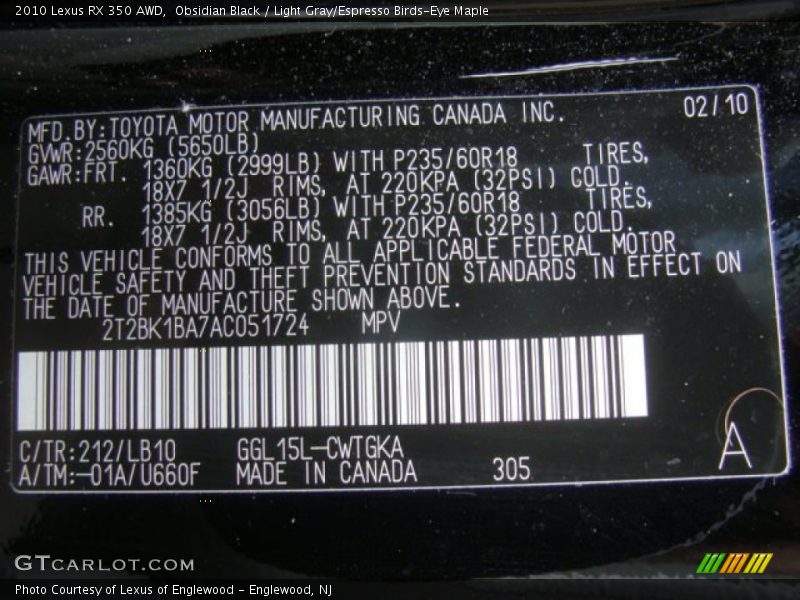 2010 Lexus RX 350 AWD,  Obsidian Black / Light Gray/Espresso Birds-Eye Maple
MFD.BY:TOYOTA MOTOR MANUFACTURING CANADA INC. 02/10
GVWR:2560KG (5650LB)
GAWR:FRT. 1360KG (2999LB) WITH P235/60R18 TIRES,
18X7 1/2J RIMS, AT 220KPA (32PSI) COLD.
RR. 1385KG (3056LB) WITH P235/60R18 TIRES,
18X7 1/2J RIMS, AT 220KPA (32PSI) COLD.
THIS VEHICLE CONFORMS TO ALL APPLICABLE FEDERAL MOTOR
VEHICLE SAFETY AND THEFT PREVENTION STANDARDS IN EFFECT ON
THE DATE OF MANUFACTURE SHOWN ABOVE.
2T2BK1BA7AC051724 MPV
C/TR:212/LB10 GGL15L-CWTGKA
A/TM:-01A/U660F MADE IN CANADA 305
A
GTCARLOT.COM
Photo Courtesy of Lexus of Englewood - Englewood, NJ